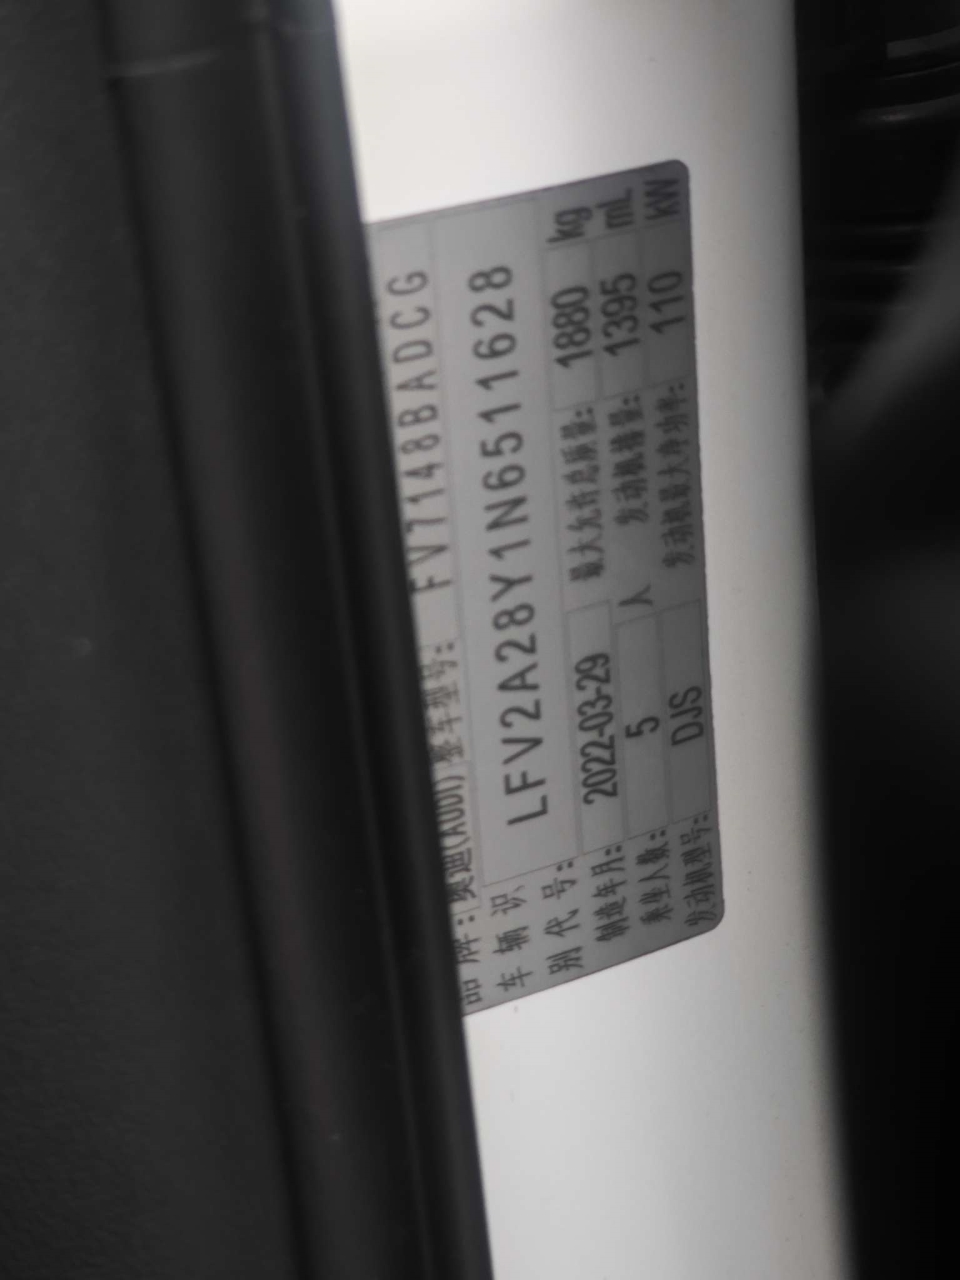 品牌:奥迪(AUDI) 整车型号: FV7148BADCG
车辆识别代号: LFV2A28Y1N6511628
制造年月: 2022-03-29 最大允许总质量: 1880 kg
乘坐人数: 5 人 发动机排量: 1395 mL
发动机型号: DJS 发动机最大净功率: 110 kW